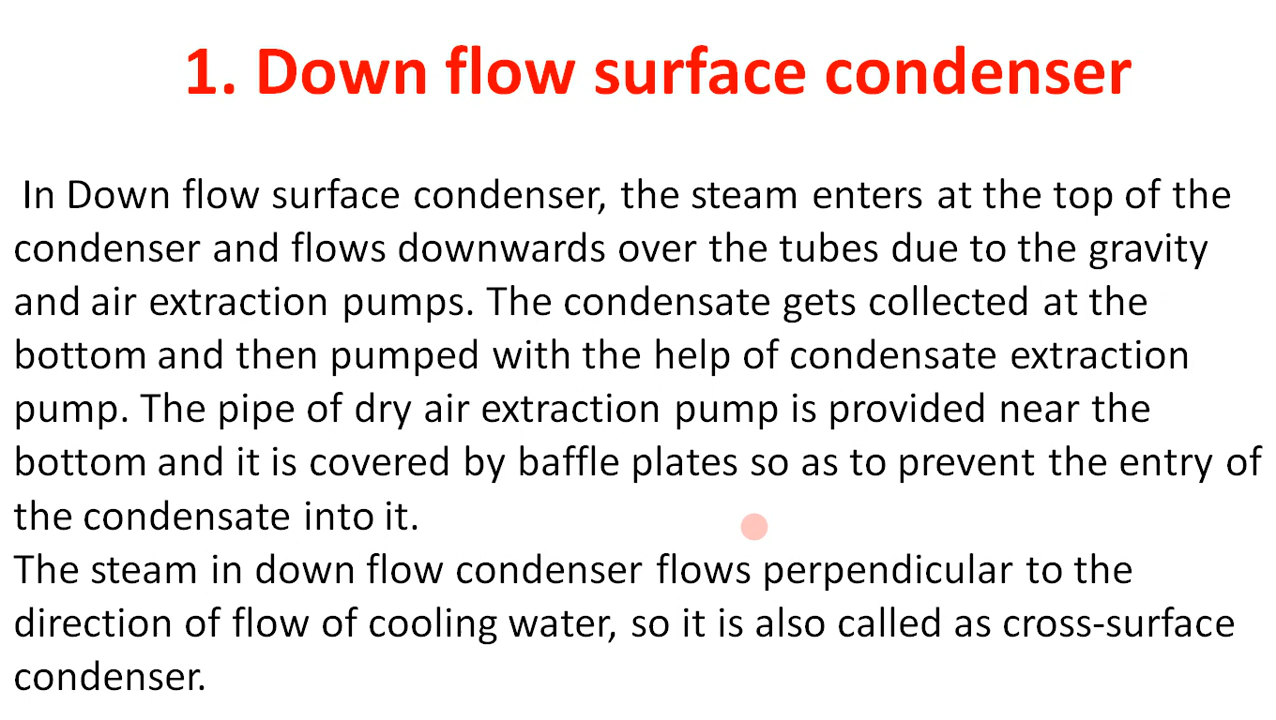 1. Down flow surface condenser
In Down flow surface condenser, the steam enters at the top of the
condenser and flows downwards over the tubes due to the gravity
and air extraction pumps. The condensate gets collected at the
bottom and then pumped with the help of condensate extraction
pump. The pipe of dry air extraction pump is provided near the
bottom and it is covered by baffle plates so as to prevent the entry of
the condensate into it.
The steam in down flow condenser flows perpendicular to the
direction of flow of cooling water, so it is also called as cross-surface
condenser.